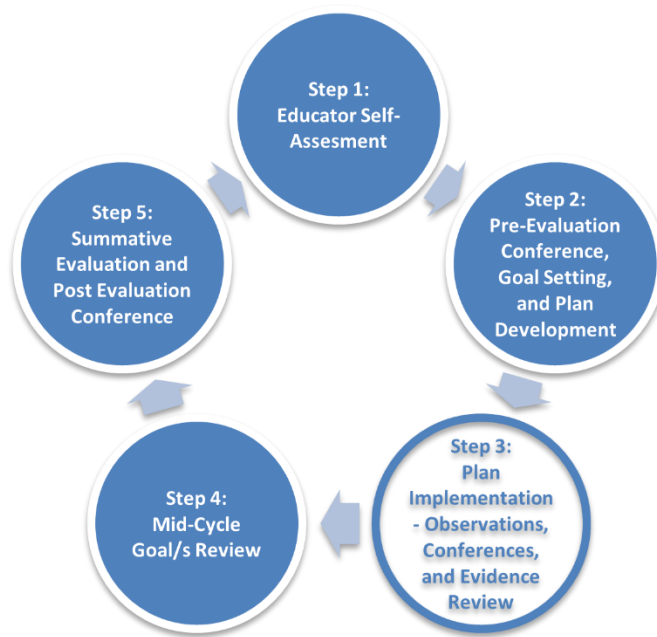 Step 1:
Educator Self-
Assesment
Step 2:
Pre-Evaluation
Conference,
Goal Setting,
and Plan
Development
Step 3:
Plan
Implementation
- Observations,
Conferences,
and Evidence
Review
Step 4:
Mid-Cycle
Goal/s Review
Step 5:
Summative
Evaluation and
Post Evaluation
Conference